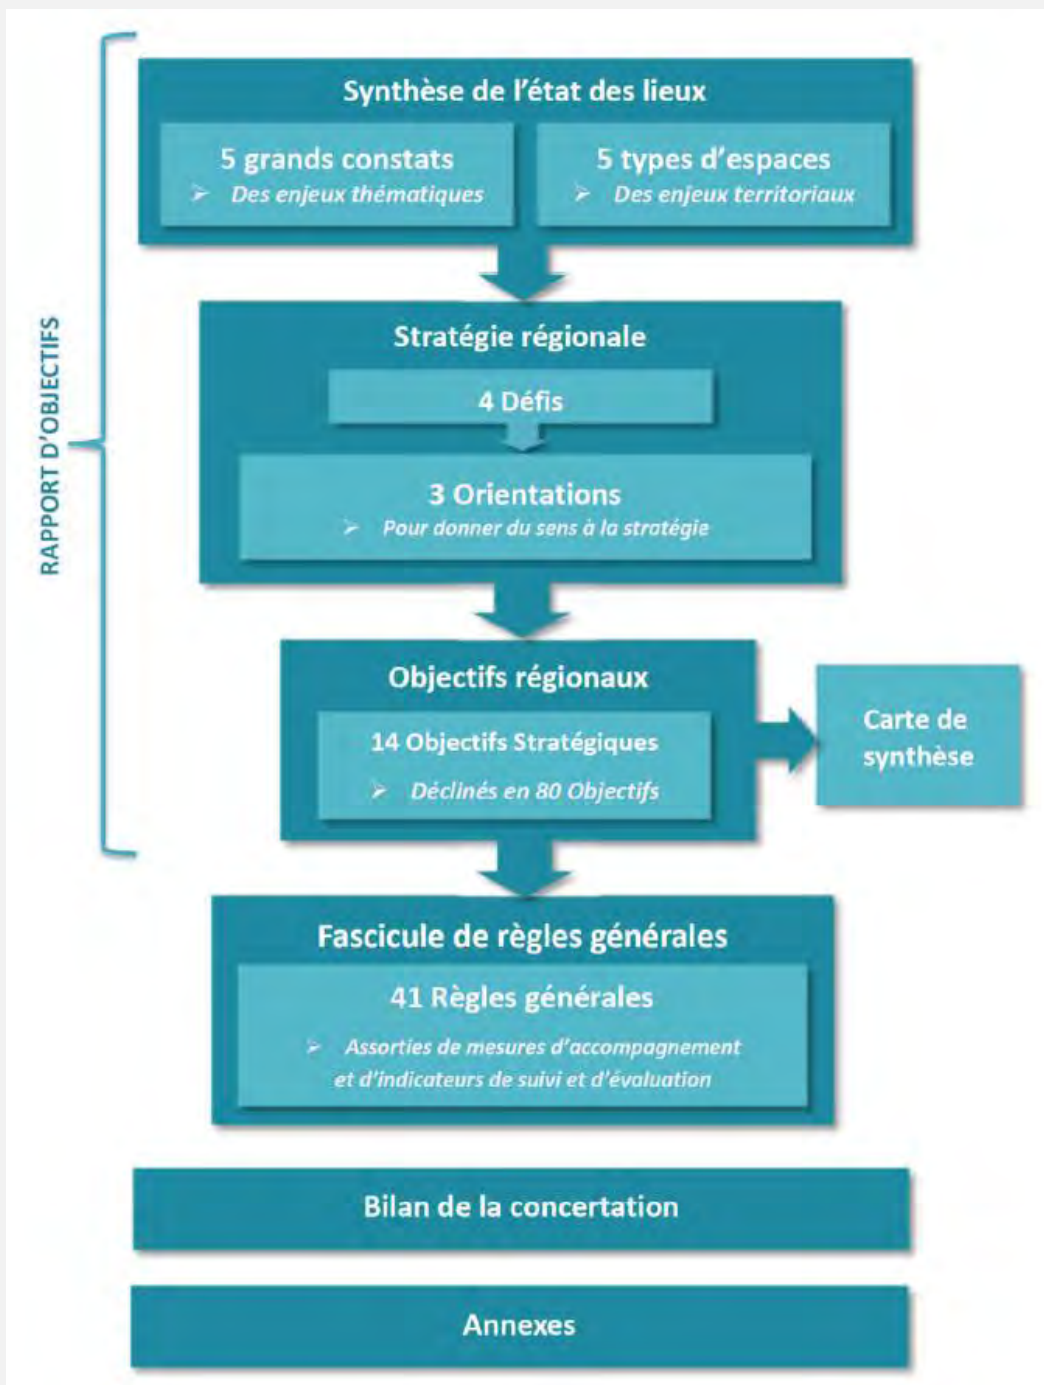 RAPPORT D'OBJECTIFS
Synthèse de l'état des lieux
5 grands constats
➢ Des enjeux thématiques
5 types d'espaces
➢ Des enjeux territoriaux
Stratégie régionale
4 Défis
3 Orientations
➢ Pour donner du sens à la stratégie
Objectifs régionaux
14 Objectifs Stratégiques
➢ Déclinés en 80 Objectifs
Carte de
synthèse
Fascicule de règles générales
41 Règles générales
➢ Assorties de mesures d'accompagnement
et d'indicateurs de suivi et d'évaluation
Bilan de la concertation
Annexes